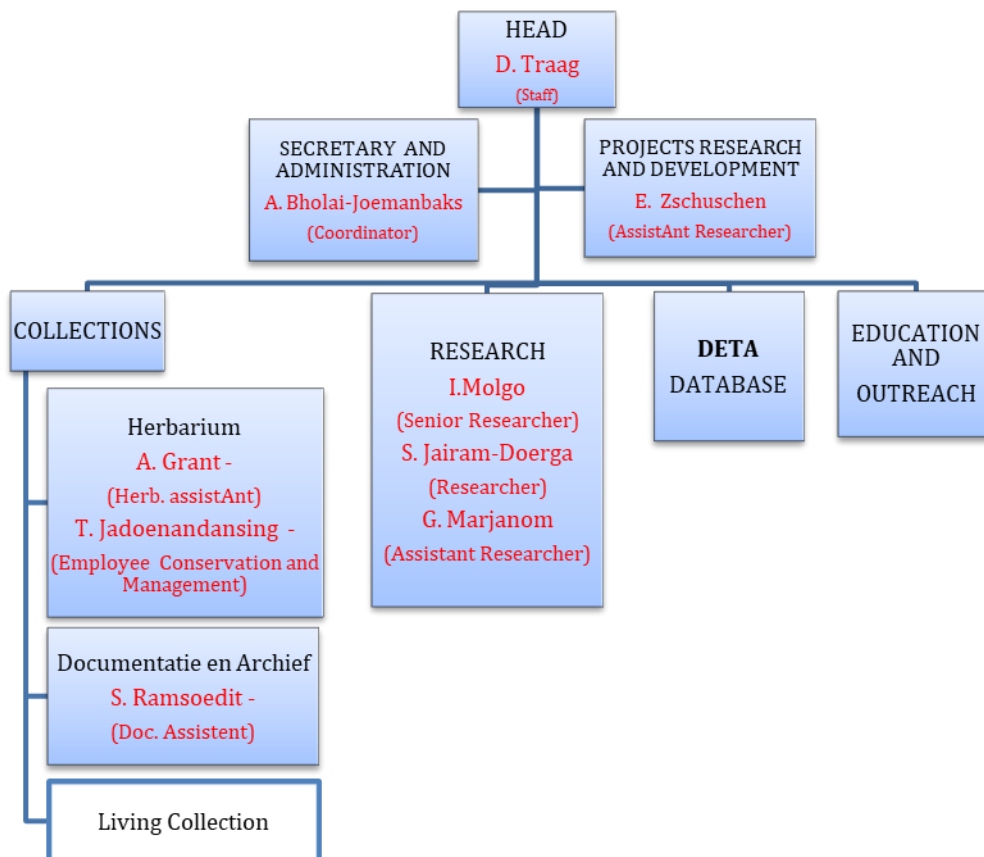 HEAD
D. Traag
(Staff)
SECRETARY AND
ADMINISTRATION
A. Bholai-Joemanbaks
(Coordinator)
PROJECTS RESEARCH
AND DEVELOPMENT
E. Zschuschen
(AssistAnt Researcher)
COLLECTIONS
Herbarium
A. Grant -
(Herb. assistAnt)
T. Jadoenandansing -
(Employee Conservation and
Management)
Documentatie en Archief
S. Ramsoedit -
(Doc. Assistent)
Living Collection
RESEARCH
I.Molgo
(Senior Researcher)
S. Jairam-Doerga
(Researcher)
G. Marjanom
(Assistant Researcher)
DETA
DATABASE
EDUCATION
AND
OUTREACH